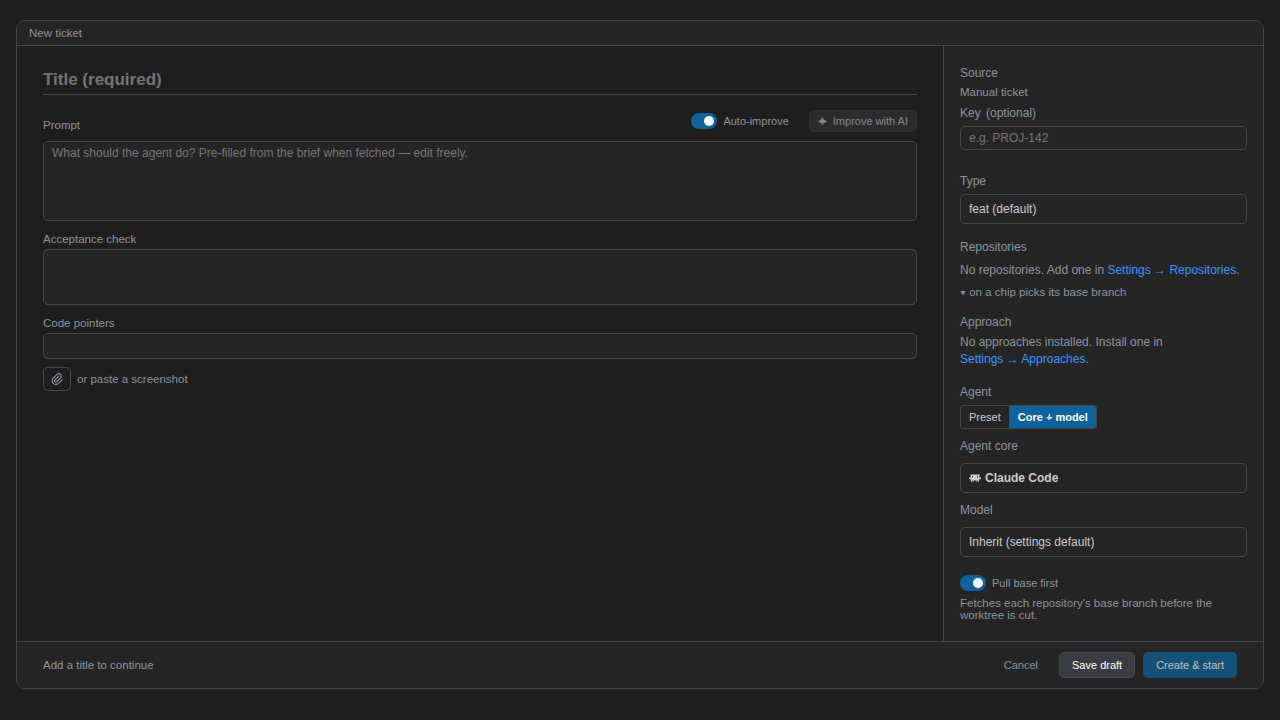 New ticket
Title (required)
Prompt
Auto-improve
Improve with AI
What should the agent do? Pre-filled from the brief when fetched — edit freely.
Acceptance check
Code pointers
or paste a screenshot
Source
Manual ticket
Key (optional)
e.g. PROJ-142
Type
feat (default)
Repositories
No repositories. Add one in Settings → Repositories.
▾ on a chip picks its base branch
Approach
No approaches installed. Install one in
Settings → Approaches.
Agent
Preset
Core + model
Agent core
Claude Code
Model
Inherit (settings default)
Pull base first
Fetches each repository's base branch before the
worktree is cut.
Add a title to continue
Cancel
Save draft
Create & start